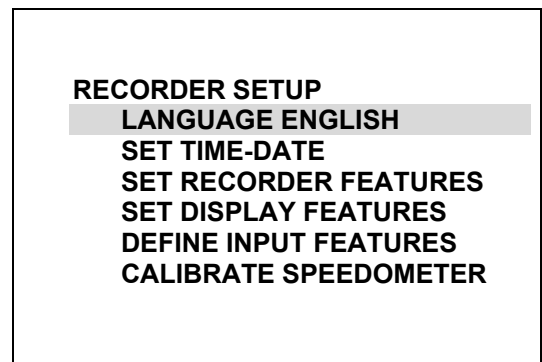 RECORDER SETUP
LANGUAGE ENGLISH
SET TIME-DATE
SET RECORDER FEATURES
SET DISPLAY FEATURES
DEFINE INPUT FEATURES
CALIBRATE SPEEDOMETER